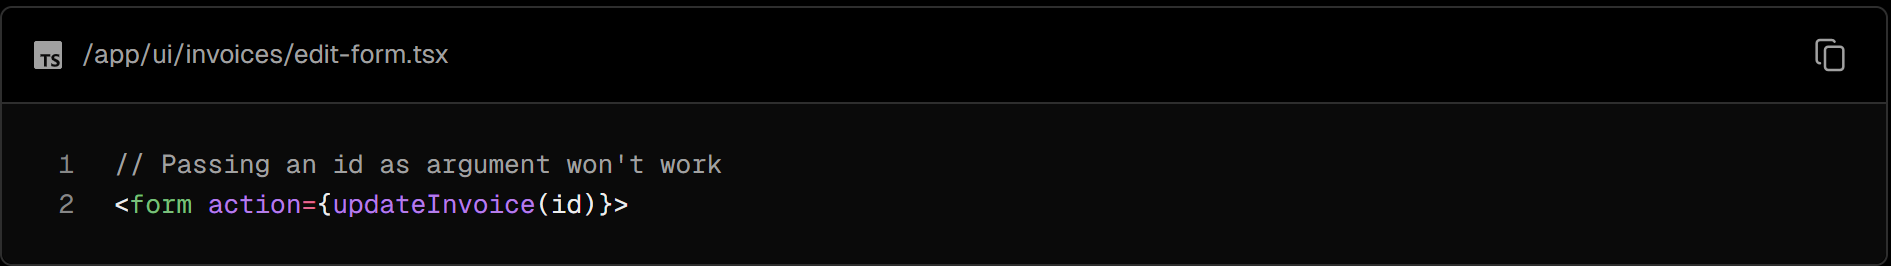 TS /app/ui/invoices/edit-form.tsx
1 // Passing an id as argument won't work
2 <form action={updateInvoice(id)}>